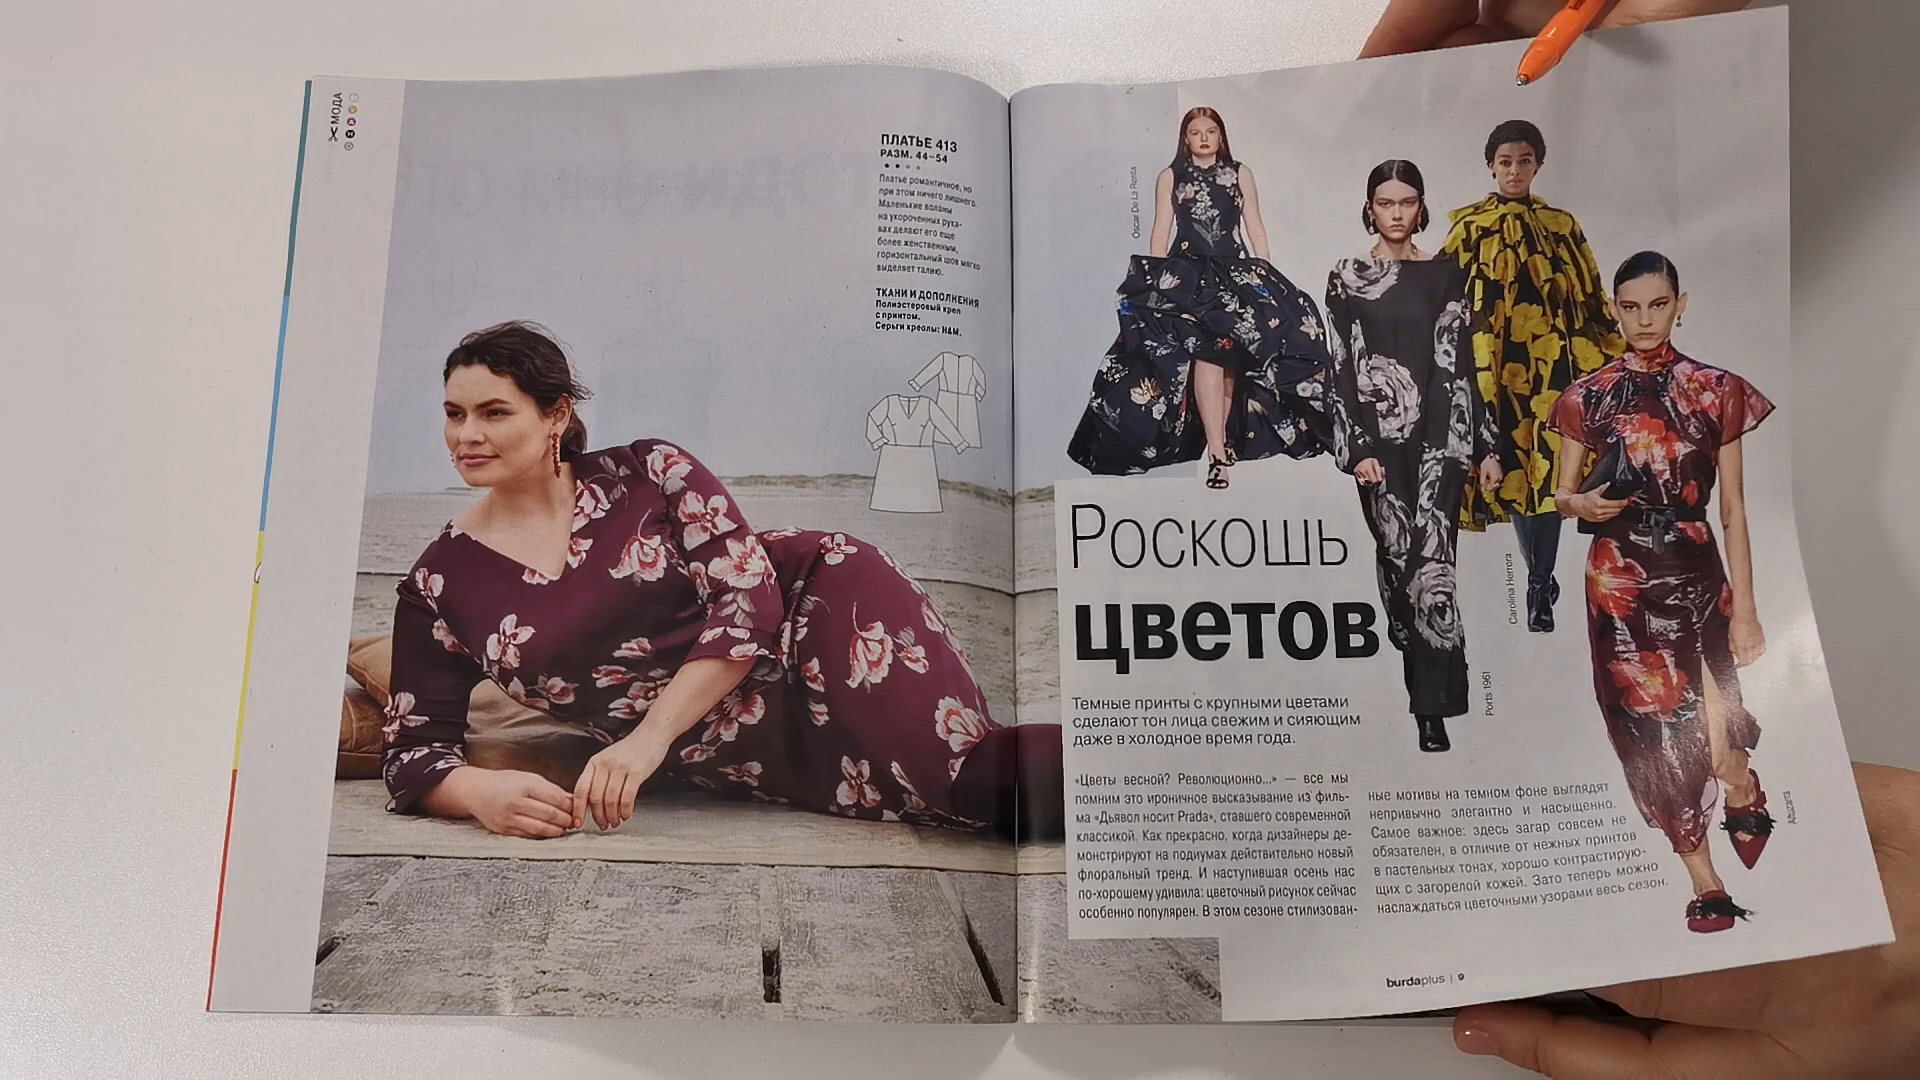 МОДА
ПЛАТЬЕ 413
РАЗМ. 44–54
Платье романтичное, но
при этом ничего лишнего.
Маленькие воланы
на укороченных рука-
вах делают его еще
более женственным,
горизонтальный шов мягко
выделяет талию.
ТКАНИ И ДОПОЛНЕНИЯ
Полиэстеровый креп
с принтом.
Серьги креолы: H&M.
Oscar De La Renta
Carolina Herrera
Ports 1961
Altuzarra
Роскошь
цветов
Темные принты с крупными цветами
сделают тон лица свежим и сияющим
даже в холодное время года.
«Цветы весной? Революционно...» — все мы
помним это ироничное высказывание из филь-
ма «Дьявол носит Prada», ставшего современной
классикой. Как прекрасно, когда дизайнеры де-
монстрируют на подиумах действительно новый
флоральный тренд. И наступившая осень нас
по-хорошему удивила: цветочный рисунок сейчас
особенно популярен. В этом сезоне стилизован-
ные мотивы на темном фоне выглядят
непривычно элегантно и насыщенно.
Самое важное: здесь загар совсем не
обязателен, в отличие от нежных принтов
в пастельных тонах, хорошо контрастирую-
щих с загорелой кожей. Зато теперь можно
наслаждаться цветочными узорами весь сезон.
burdaplus | 9